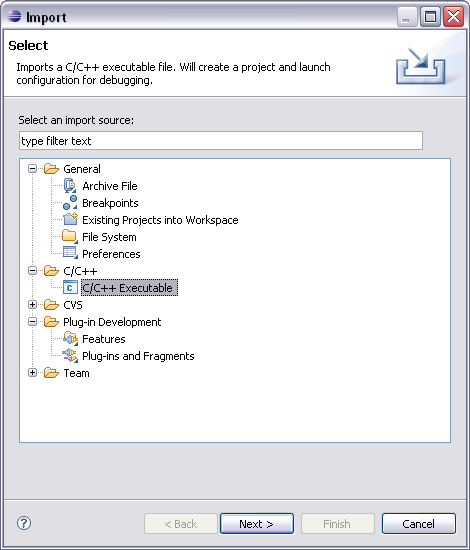 Import
Select
Imports a C/C++ executable file. Will create a project and launch
configuration for debugging.
Select an import source:
type filter text
General
Archive File
Breakpoints
Existing Projects into Workspace
File System
Preferences
C/C++
C/C++ Executable
CVS
Plug-in Development
Features
Plug-ins and Fragments
Team
< Back Next > Finish Cancel